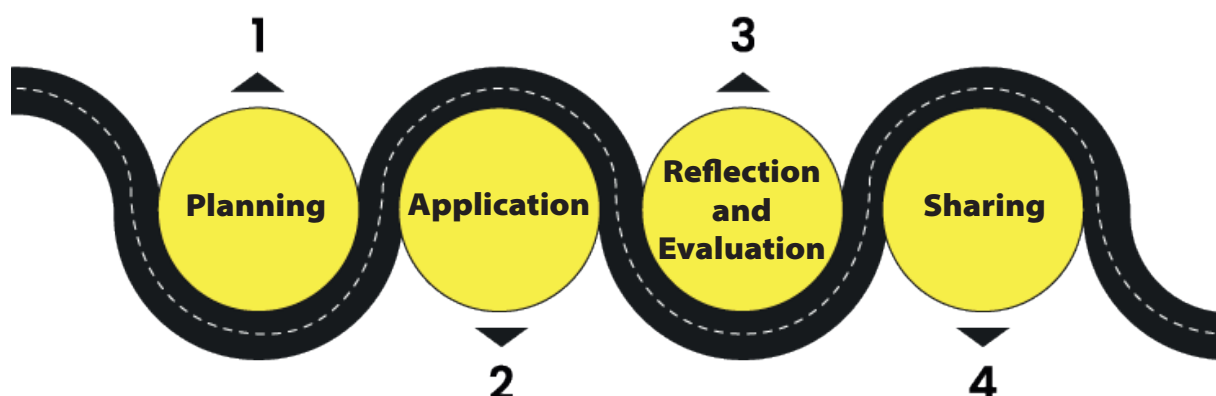 1
Planning
Application
2
3
Reflection
and
Evaluation
Sharing
4